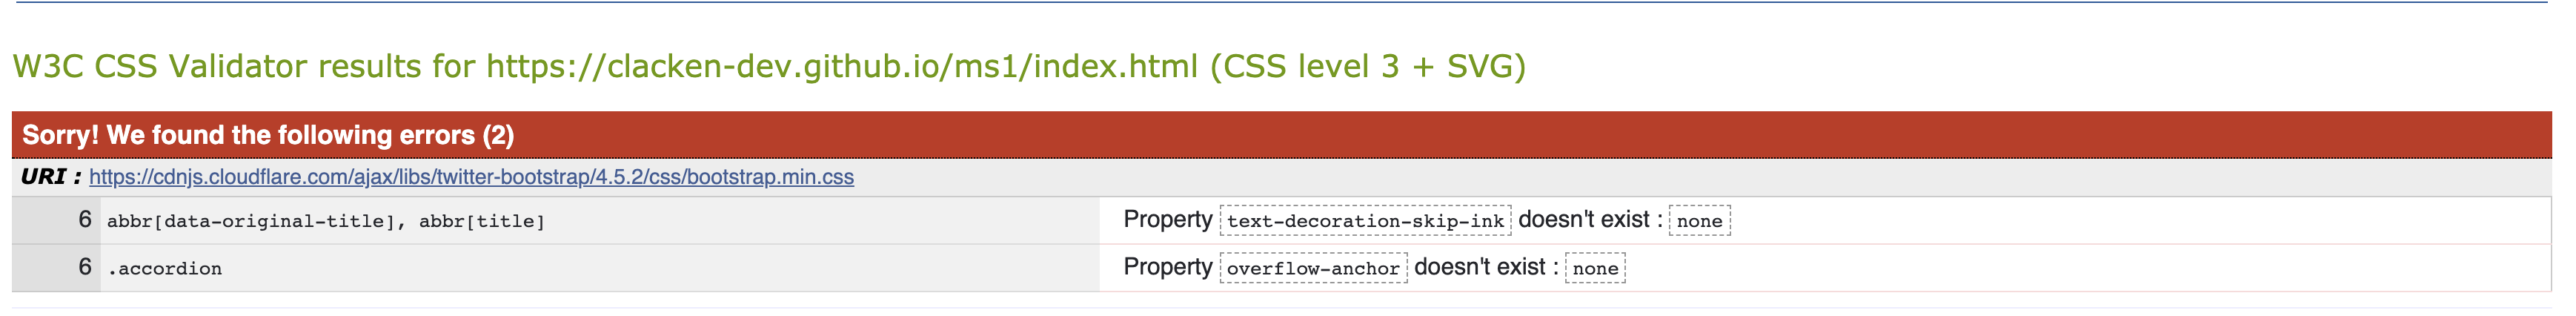 W3C CSS Validator results for https://clacken-dev.github.io/ms1/index.html (CSS level 3 + SVG)
Sorry! We found the following errors (2)
URI : https://cdnjs.cloudflare.com/ajax/libs/twitter-bootstrap/4.5.2/css/bootstrap.min.css
6 abbr[data-original-title], abbr[title] Property text-decoration-skip-ink doesn't exist : none
6 .accordion Property overflow-anchor doesn't exist : none